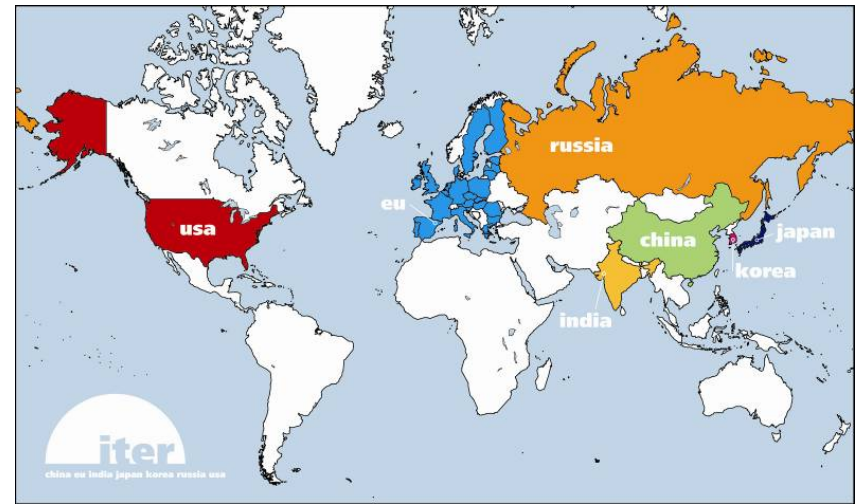 russia
eu
usa
china
japan
korea
india
iter
china eu india japan korea russia usa